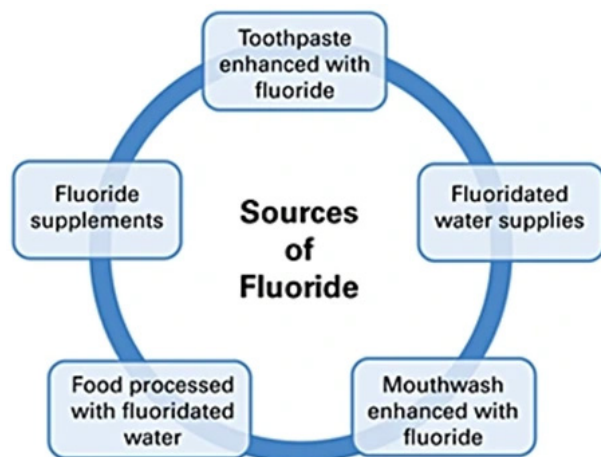 Toothpaste
enhanced with
fluoride
Fluoride
supplements
Sources
of
Fluoride
Fluoridated
water supplies
Food processed
with fluoridated
water
Mouthwash
enhanced with
fluoride